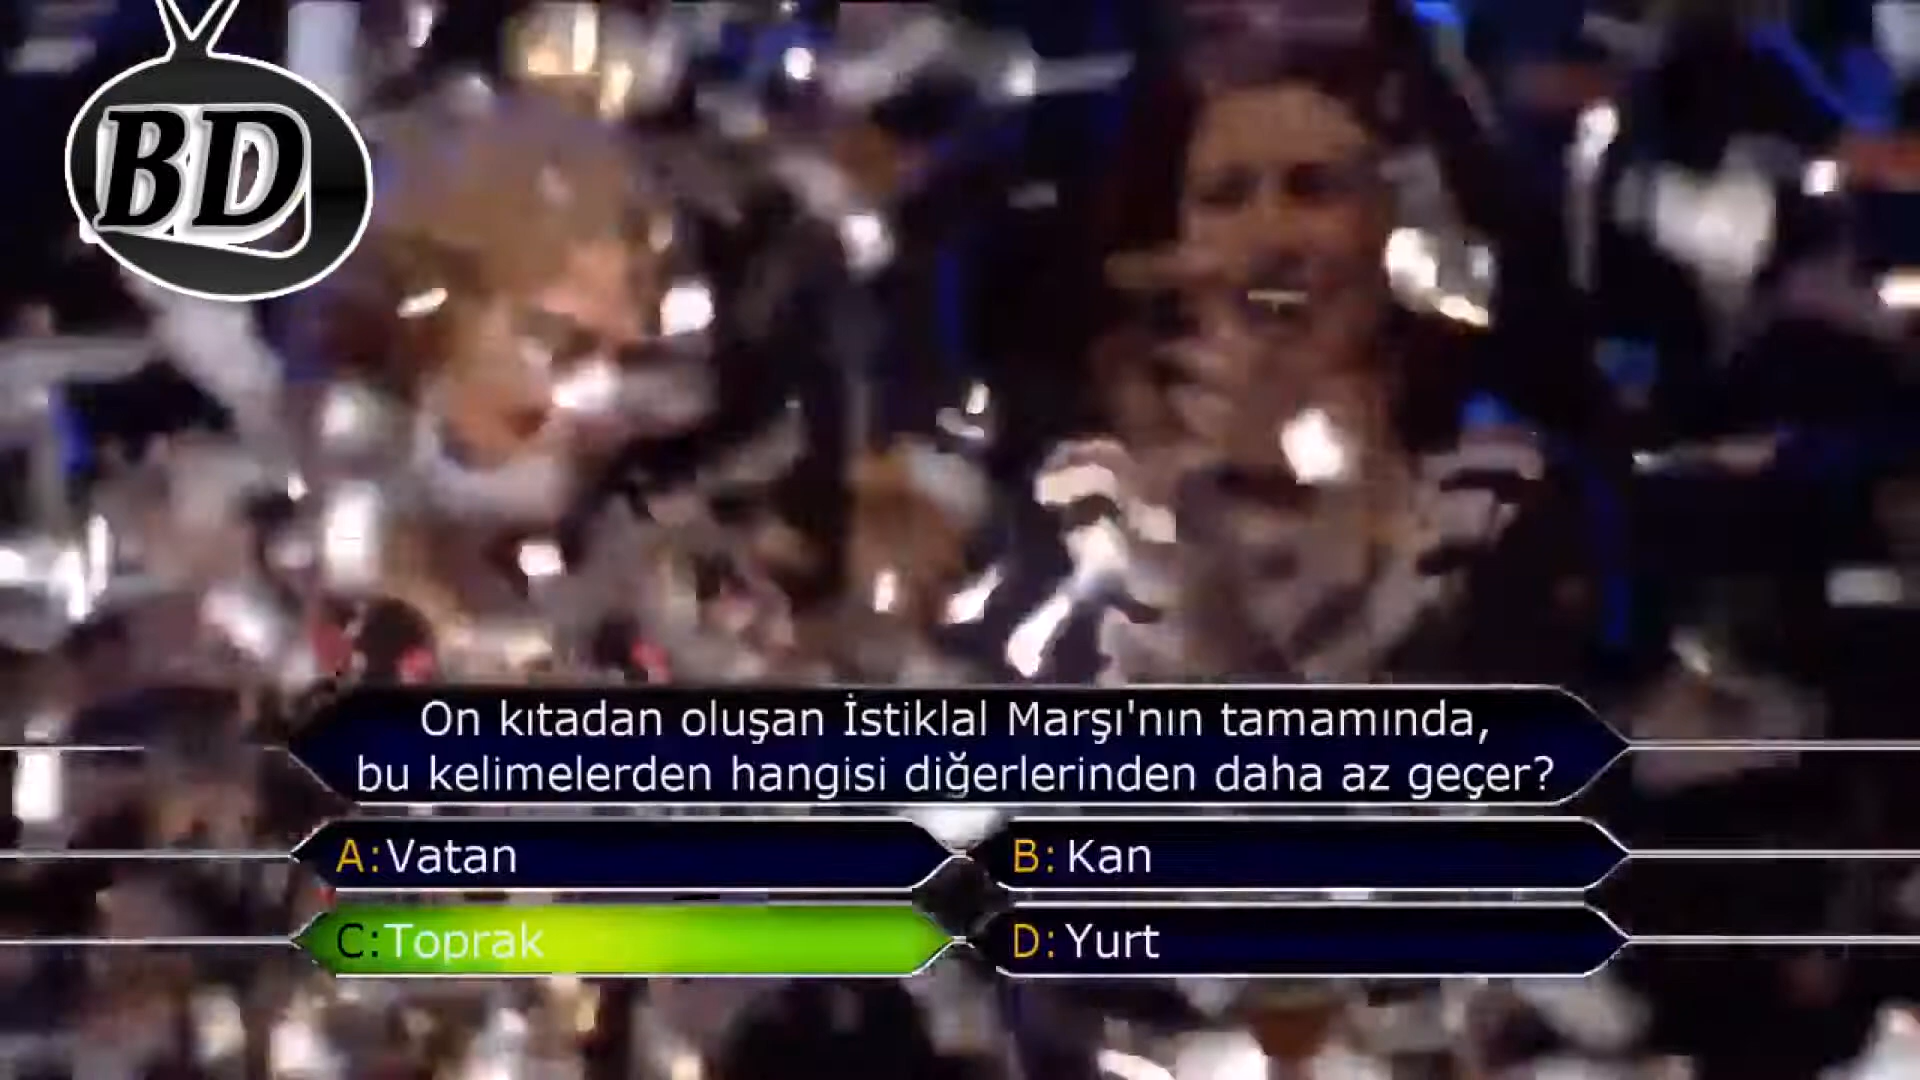 BD
On kıtadan oluşan İstiklal Marşı'nın tamamında,
bu kelimelerden hangisi diğerlerinden daha az geçer?
A:Vatan
B:Kan
C:Toprak
D:Yurt